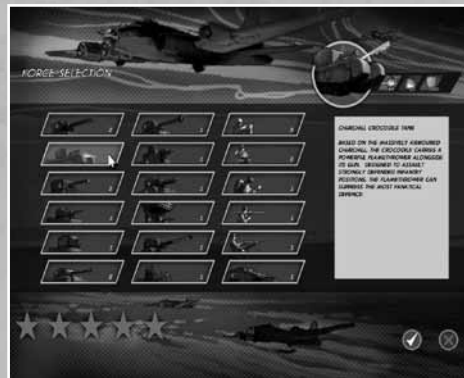 FORCE SELECTION
CHURCHILL CROCODILE TANK
BASED ON THE MASSIVELY ARMOURED
CHURCHILL, THE CROCODILE CARRIES A
POWERFUL FLAMETHROWER ALONGSIDE
ITS GUN. DESIGNED TO ASSAULT
STRONGLY DEFENDED INFANTRY
POSITIONS, THE FLAMETHROWER CAN
SUPPRESS THE MOST FANATICAL
DEFENCE